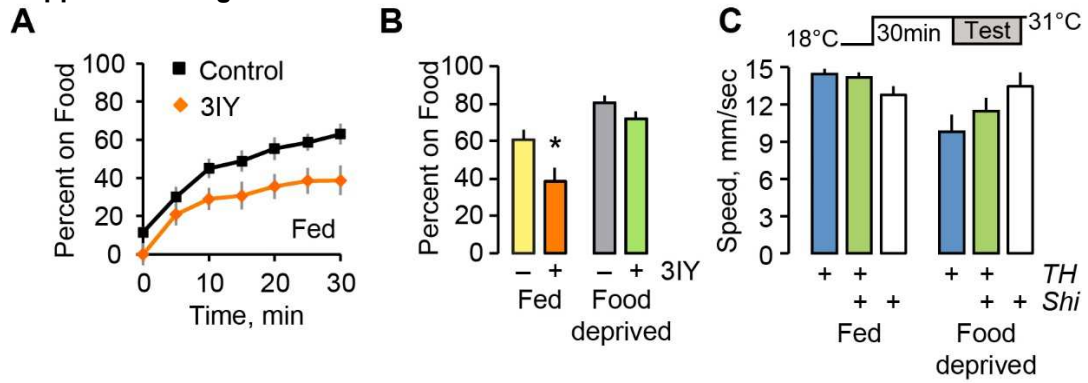 A
Percent on Food
100
80
60
40
20
0
Control
3IY
Fed
0 10 20 30
Time, min
B
Percent on Food
100
80
60
40
20
0
*
– + – + 3IY
Fed Food
deprived
C
18°C 30min Test 31°C
Speed, mm/sec
15
12
9
6
3
0
+ + + + TH
+ + + + Shi
Fed Food
deprived